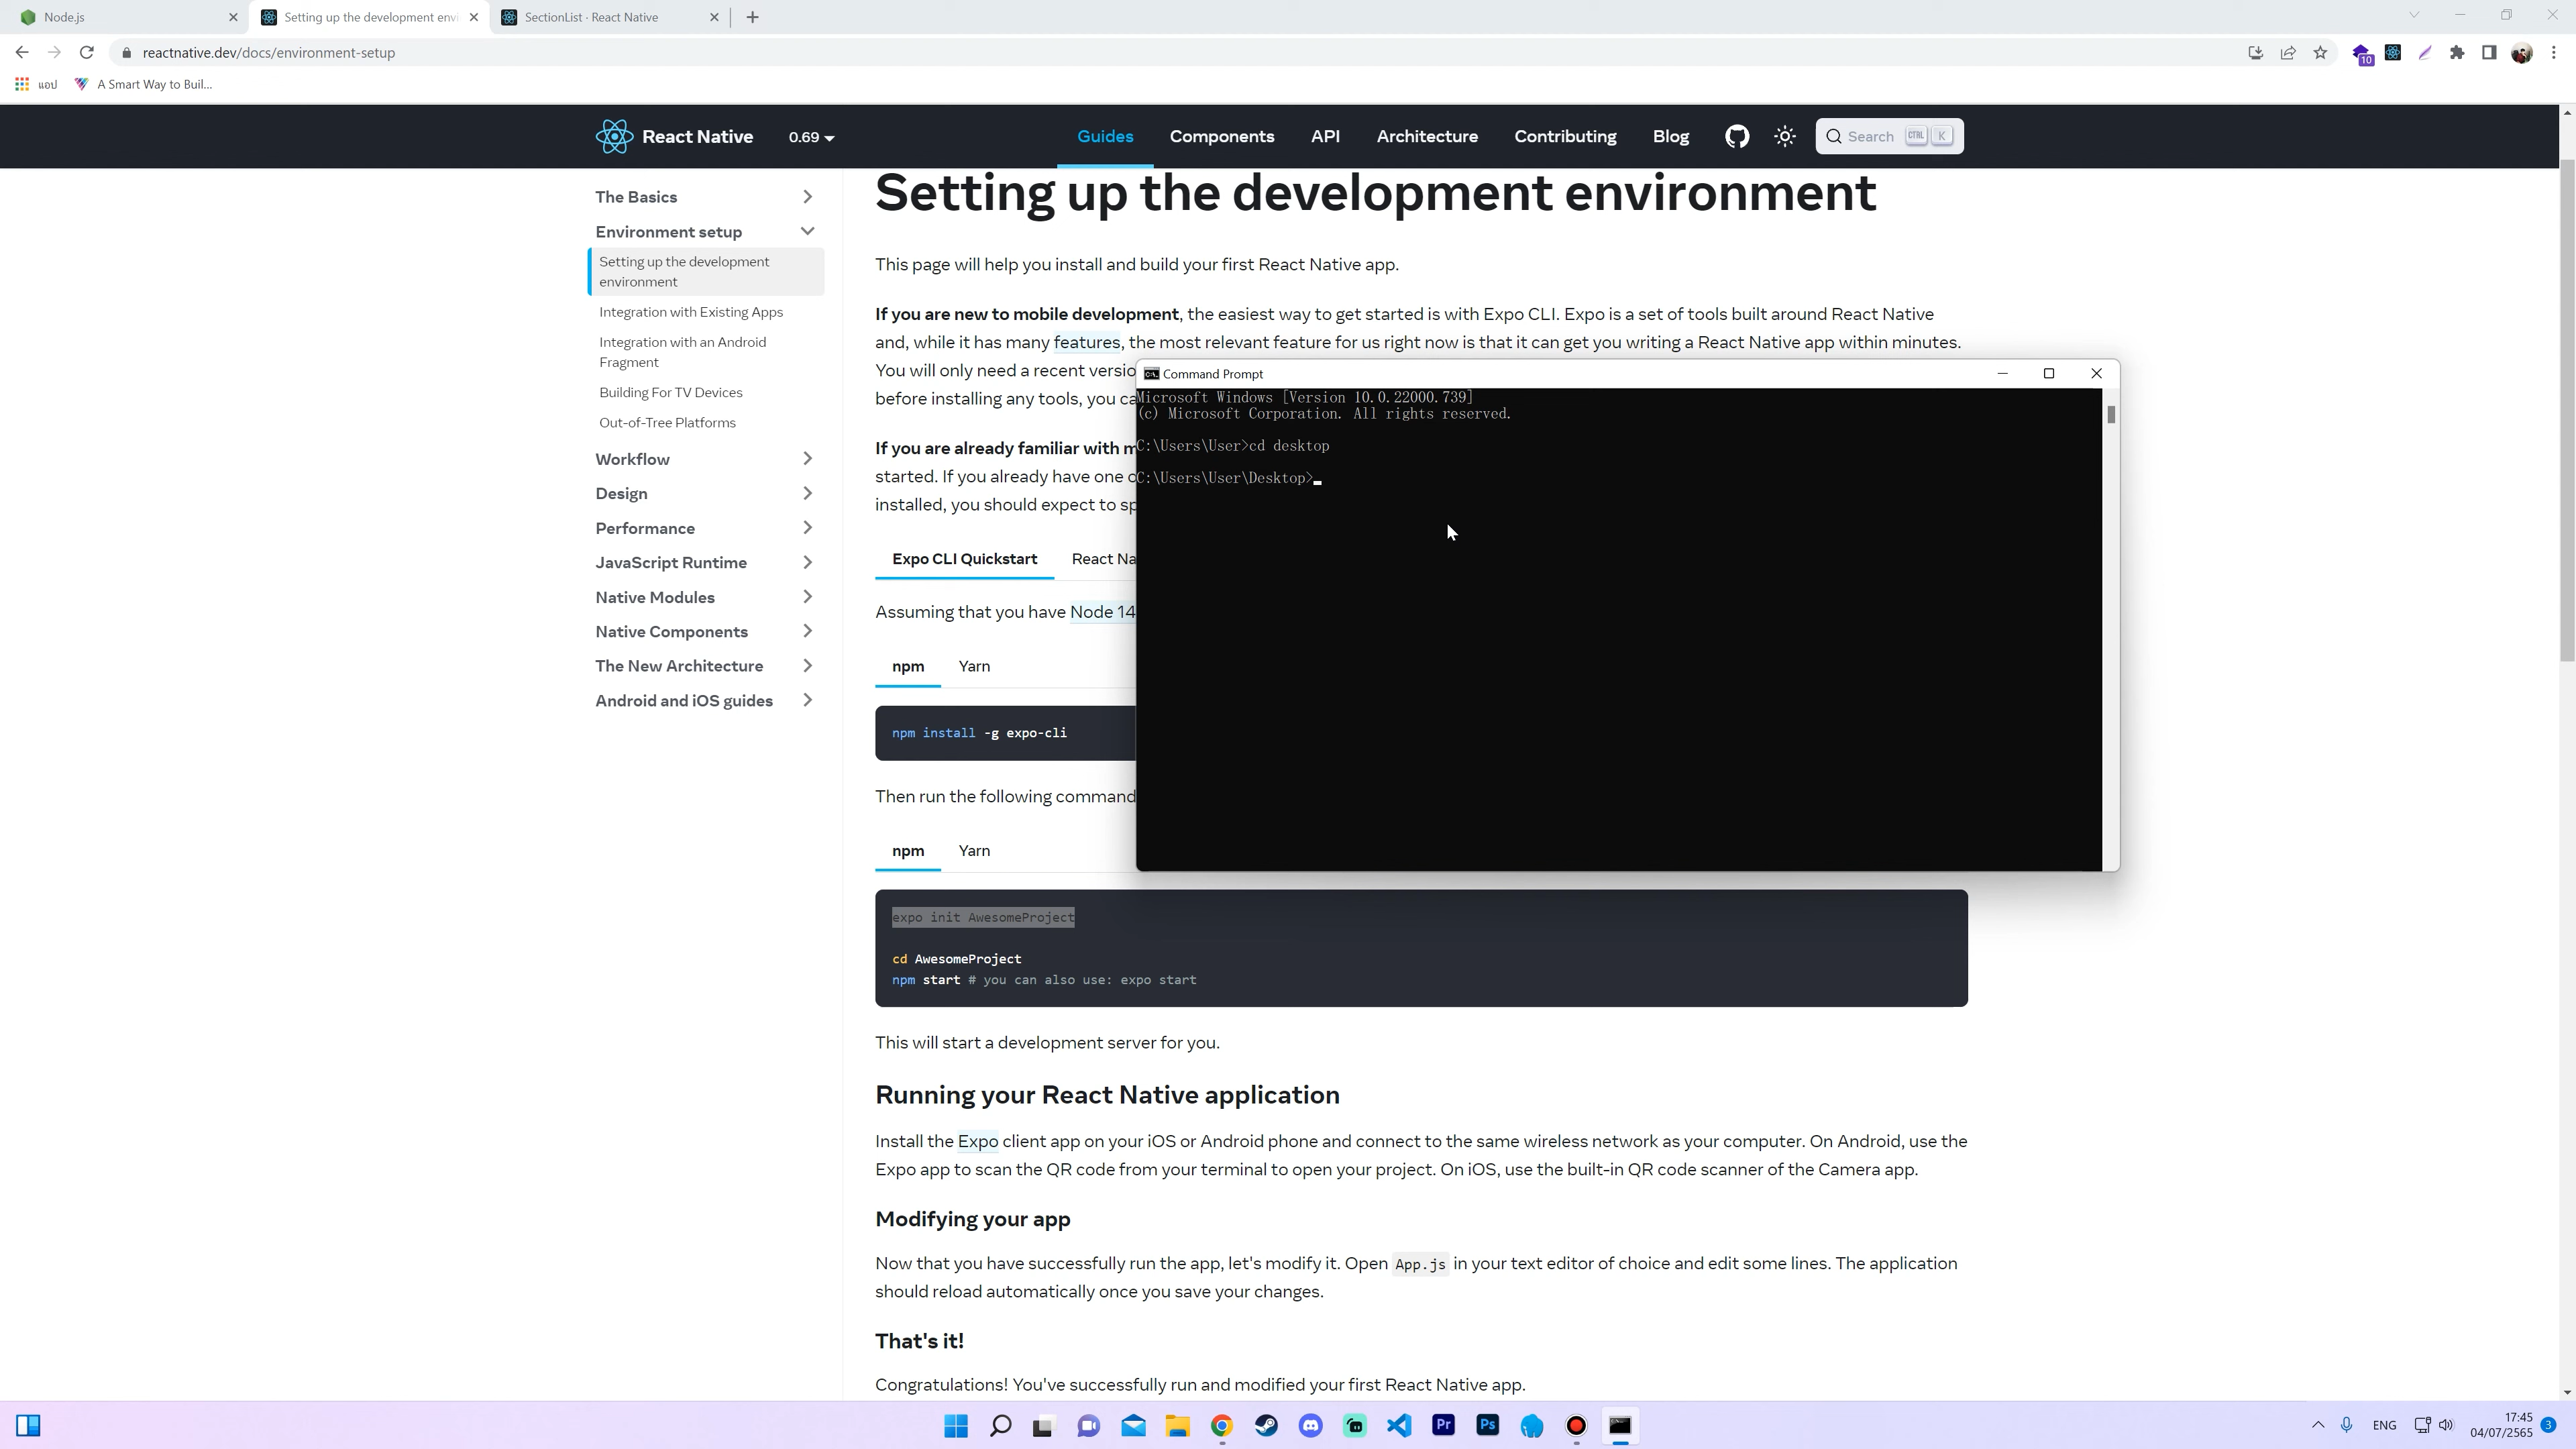 Node.js
Setting up the development envi
SectionList · React Native
reactnative.dev/docs/environment-setup
10
แอป
A Smart Way to Buil...
React Native
0.69
Guides
Components
API
Architecture
Contributing
Blog
Search
CTRL
K
The Basics
Environment setup
Setting up the development
environment
Integration with Existing Apps
Integration with an Android
Fragment
Building For TV Devices
Out-of-Tree Platforms
Workflow
Design
Performance
JavaScript Runtime
Native Modules
Native Components
The New Architecture
Android and iOS guides
Setting up the development environment
This page will help you install and build your first React Native app.
If you are new to mobile development, the easiest way to get started is with Expo CLI. Expo is a set of tools built around React Native
and, while it has many features, the most relevant feature for us right now is that it can get you writing a React Native app within minutes.
You will only need a recent versio
before installing any tools, you ca
If you are already familiar with m
started. If you already have one o
installed, you should expect to sp
Expo CLI Quickstart
React Na
Assuming that you have Node 14
npm
Yarn
npm install -g expo-cli
Then run the following command
npm
Yarn
expo init AwesomeProject
cd AwesomeProject
npm start # you can also use: expo start
This will start a development server for you.
Running your React Native application
Install the Expo client app on your iOS or Android phone and connect to the same wireless network as your computer. On Android, use the
Expo app to scan the QR code from your terminal to open your project. On iOS, use the built-in QR code scanner of the Camera app.
Modifying your app
Now that you have successfully run the app, let's modify it. Open App.js in your text editor of choice and edit some lines. The application
should reload automatically once you save your changes.
That's it!
Congratulations! You've successfully run and modified your first React Native app.
Command Prompt
Microsoft Windows [Version 10.0.22000.739]
(c) Microsoft Corporation. All rights reserved.
C:\Users\User>cd desktop
C:\Users\User\Desktop>
Pr
Ps
ENG
17:45
04/07/2565
3